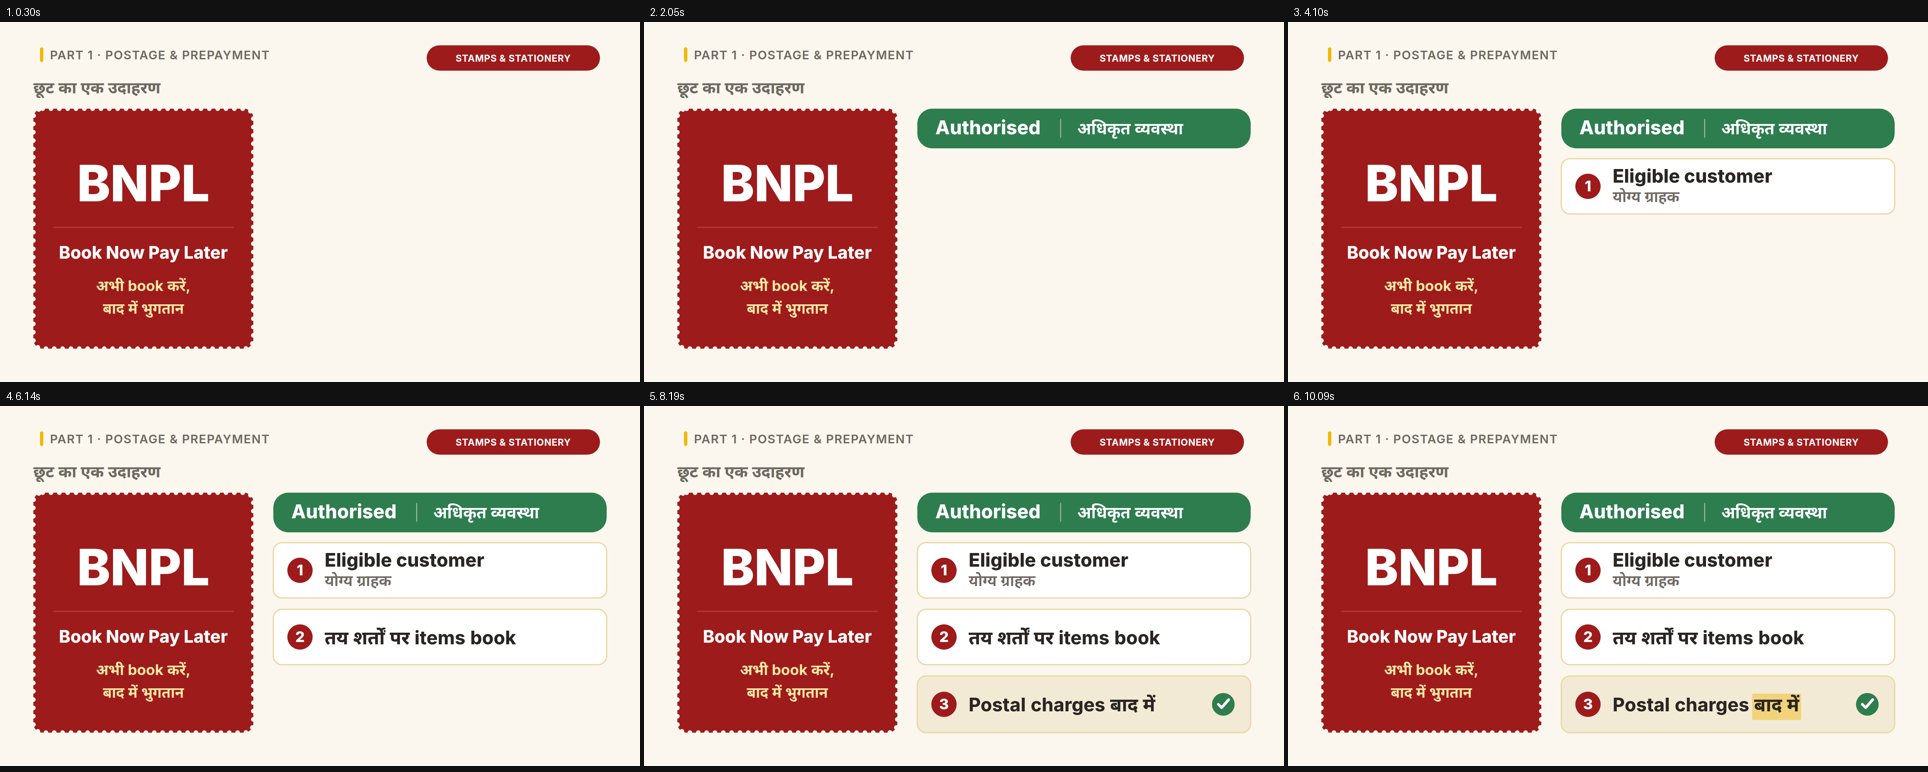 1. 0.30s
PART 1 · POSTAGE & PREPAYMENT
STAMPS & STATIONERY
छूट का एक उदाहरण
BNPL
Book Now Pay Later
अभी book करें,
बाद में भुगतान
2. 2.05s
PART 1 · POSTAGE & PREPAYMENT
STAMPS & STATIONERY
छूट का एक उदाहरण
BNPL
Book Now Pay Later
अभी book करें,
बाद में भुगतान
Authorised | अधिकृत व्यवस्था
3. 4.10s
PART 1 · POSTAGE & PREPAYMENT
STAMPS & STATIONERY
छूट का एक उदाहरण
BNPL
Book Now Pay Later
अभी book करें,
बाद में भुगतान
Authorised | अधिकृत व्यवस्था
1 Eligible customer
योग्य ग्राहक
4. 6.14s
PART 1 · POSTAGE & PREPAYMENT
STAMPS & STATIONERY
छूट का एक उदाहरण
BNPL
Book Now Pay Later
अभी book करें,
बाद में भुगतान
Authorised | अधिकृत व्यवस्था
1 Eligible customer
योग्य ग्राहक
2 तय शर्तों पर items book
5. 8.19s
PART 1 · POSTAGE & PREPAYMENT
STAMPS & STATIONERY
छूट का एक उदाहरण
BNPL
Book Now Pay Later
अभी book करें,
बाद में भुगतान
Authorised | अधिकृत व्यवस्था
1 Eligible customer
योग्य ग्राहक
2 तय शर्तों पर items book
3 Postal charges बाद में
6. 10.09s
PART 1 · POSTAGE & PREPAYMENT
STAMPS & STATIONERY
छूट का एक उदाहरण
BNPL
Book Now Pay Later
अभी book करें,
बाद में भुगतान
Authorised | अधिकृत व्यवस्था
1 Eligible customer
योग्य ग्राहक
2 तय शर्तों पर items book
3 Postal charges बाद में